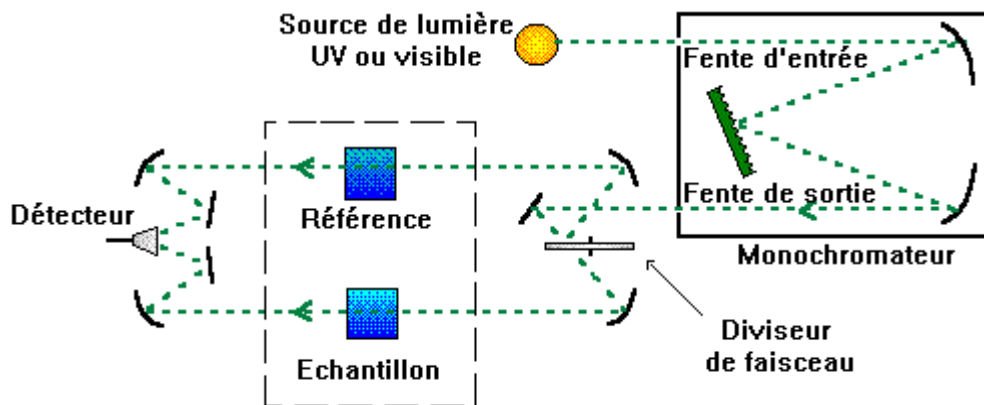 Source de lumière
UV ou visible
Fente d'entrée
Fente de sortie
Monochromateur
Détecteur
Référence
Echantillon
Diviseur
de faisceau